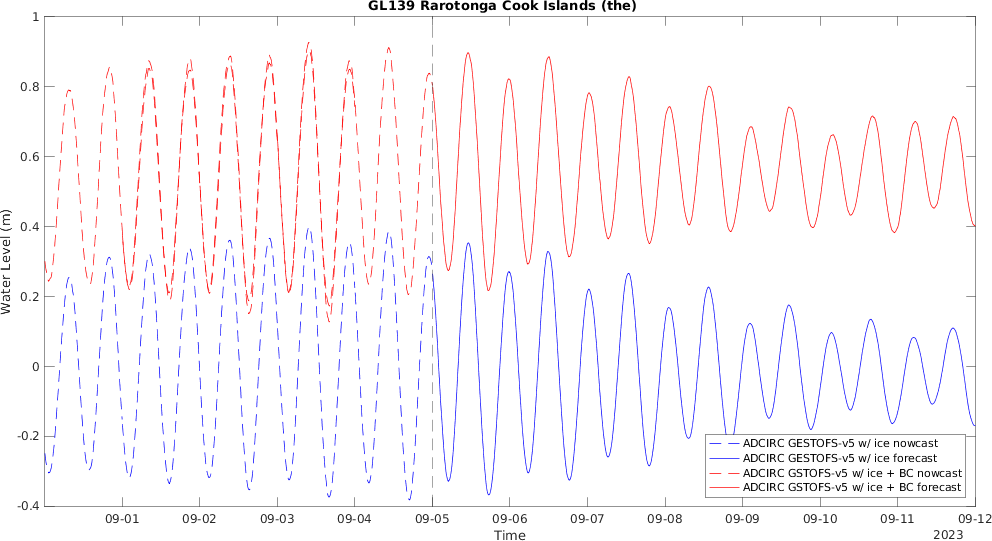 GL139 Rarotonga Cook Islands (the)
1
0.8
0.6
0.4
0.2
0
-0.2
-0.4
Water Level (m)
ADCIRC GESTOFS-v5 w/ ice nowcast
ADCIRC GESTOFS-v5 w/ ice forecast
ADCIRC GSTOFS-v5 w/ ice + BC nowcast
ADCIRC GSTOFS-v5 w/ ice + BC forecast
09-01 09-02 09-03 09-04 09-05 09-06 09-07 09-08 09-09 09-10 09-11 09-12
Time
2023